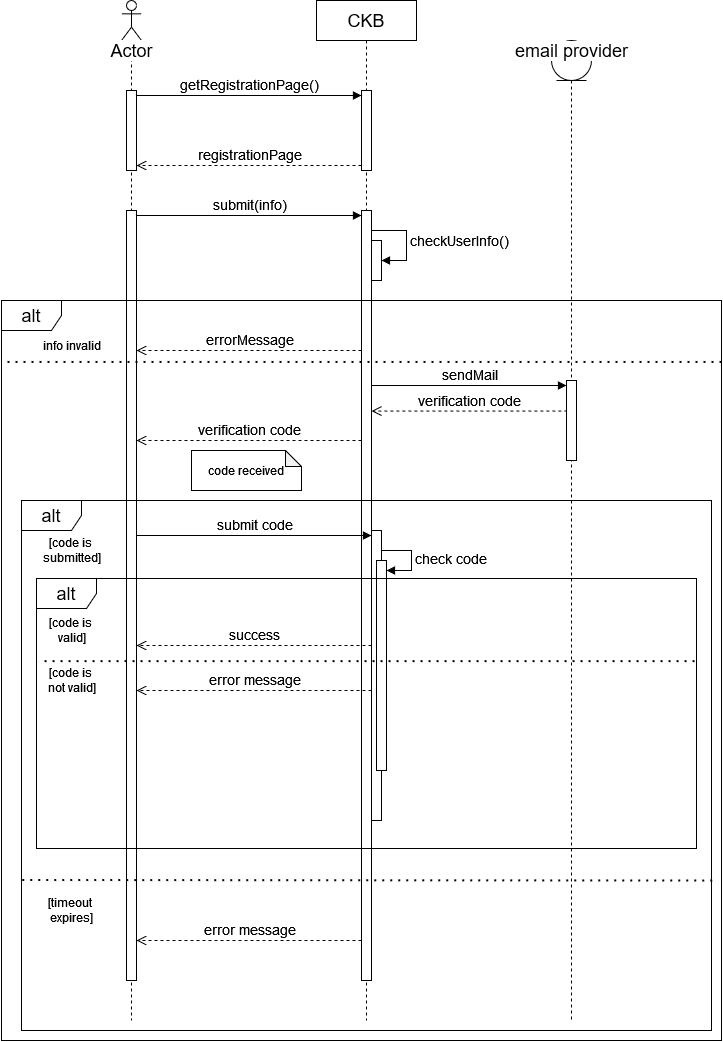 Actor
CKB
email provider
getRegistrationPage()
registrationPage
submit(info)
checkUserInfo()
alt
info invalid
errorMessage
sendMail
verification code
verification code
code received
alt
submit code
[code is
submitted]
check code
alt
[code is
valid]
success
[code is
not valid]
error message
[timeout
expires]
error message